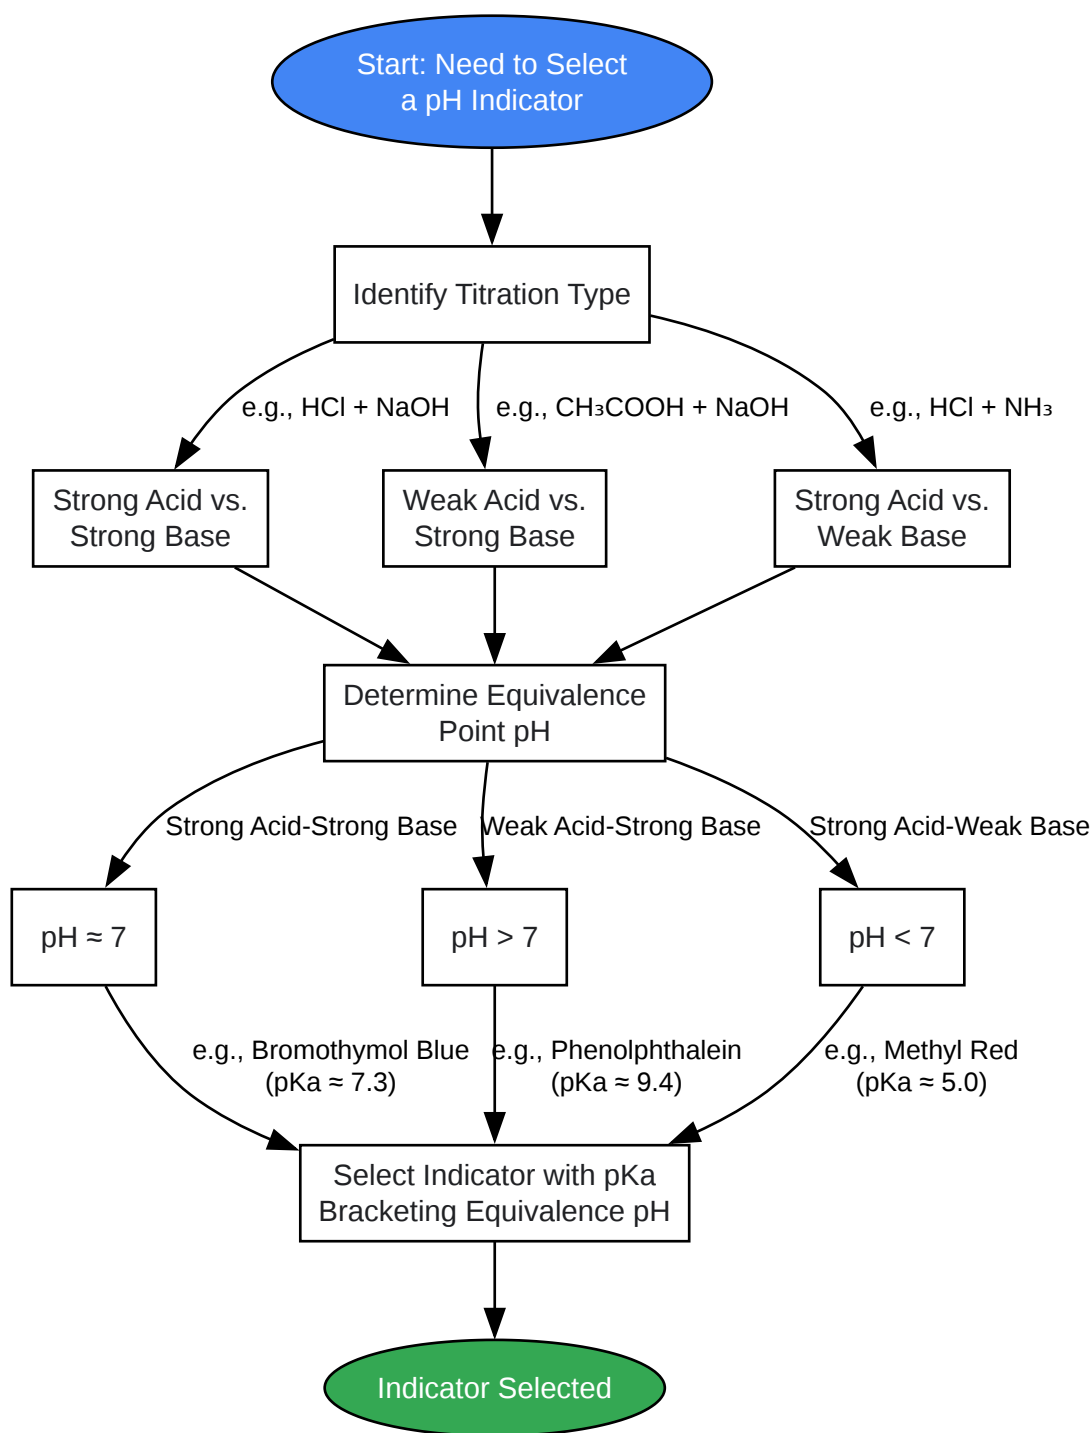 Start: Need to Select
a pH Indicator
Identify Titration Type
e.g., HCl + NaOH
e.g., CH₃COOH + NaOH
e.g., HCl + NH₃
Strong Acid vs.
Strong Base
Weak Acid vs.
Strong Base
Strong Acid vs.
Weak Base
Determine Equivalence
Point pH
Strong Acid-Strong Base
Weak Acid-Strong Base
Strong Acid-Weak Base
pH ≈ 7
pH > 7
pH < 7
e.g., Bromothymol Blue
(pKa ≈ 7.3)
e.g., Phenolphthalein
(pKa ≈ 9.4)
e.g., Methyl Red
(pKa ≈ 5.0)
Select Indicator with pKa
Bracketing Equivalence pH
Indicator Selected